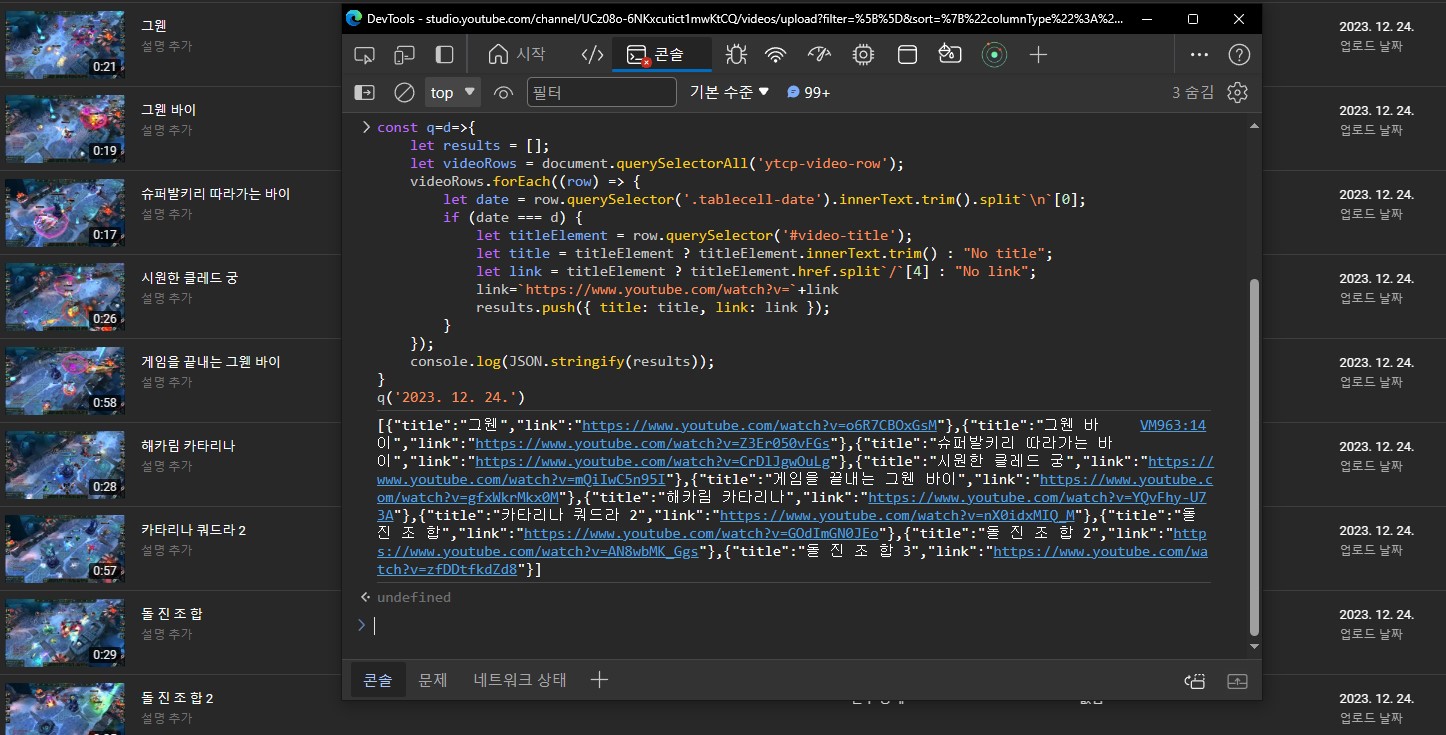 그웬
설명 추가
0:21
그웬 바이
설명 추가
0:19
슈퍼발키리 따라가는 바이
설명 추가
0:17
시원한 클레드 궁
설명 추가
0:26
게임을 끝내는 그웬 바이
설명 추가
0:58
해카림 카타리나
설명 추가
0:28
카타리나 쿼드라 2
설명 추가
0:57
돌 진 조 합
설명 추가
0:29
돌 진 조 합 2
설명 추가
DevTools - studio.youtube.com/channel/UCz08o-6NKxcutict1mwKtCQ/videos/upload?filter=%5B%5D&sort=%7B%22columnType%22%3A%2...
시작
콘솔
top
필터
기본 수준
99+
3 숨김
const q=d=>{
let results = [];
let videoRows = document.querySelectorAll('ytcp-video-row');
videoRows.forEach((row) => {
let date = row.querySelector('.tablecell-date').innerText.trim().split`\n`[0];
if (date === d) {
let titleElement = row.querySelector('#video-title');
let title = titleElement ? titleElement.innerText.trim() : "No title";
let link = titleElement ? titleElement.href.split`/`[4] : "No link";
link=`https://www.youtube.com/watch?v=`+link
results.push({ title: title, link: link });
}
});
console.log(JSON.stringify(results));
}
q('2023. 12. 24.')
[{"title":"그웬","link":"https://www.youtube.com/watch?v=o6R7CBOxGsM"},{"title":"그웬 바 VM963:14
이","link":"https://www.youtube.com/watch?v=Z3Er050vFGs"},{"title":"슈퍼발키리 따라가는 바
이","link":"https://www.youtube.com/watch?v=CrDlJgwOuLg"},{"title":"시원한 클레드 궁","link":"https://
www.youtube.com/watch?v=mQiIwC5n95I"},{"title":"게임을 끝내는 그웬 바이","link":"https://www.youtube.c
om/watch?v=gfxWkrMkx0M"},{"title":"해카림 카타리나","link":"https://www.youtube.com/watch?v=YQvFhy-U7
3A"},{"title":"카타리나 쿼드라 2","link":"https://www.youtube.com/watch?v=nX0idxMIQ_M"},{"title":"돌
진 조 합","link":"https://www.youtube.com/watch?v=GOdImGN0JEo"},{"title":"돌 진 조 합 2","link":"http
s://www.youtube.com/watch?v=AN8wbMK_Ggs"},{"title":"돌 진 조 합 3","link":"https://www.youtube.com/wa
tch?v=zfDDtfkdZd8"}]
undefined
콘솔
문제
네트워크 상태
2023. 12. 24.
업로드 날짜
2023. 12. 24.
업로드 날짜
2023. 12. 24.
업로드 날짜
2023. 12. 24.
업로드 날짜
2023. 12. 24.
업로드 날짜
2023. 12. 24.
업로드 날짜
2023. 12. 24.
업로드 날짜
2023. 12. 24.
업로드 날짜
2023. 12. 24.
업로드 날짜